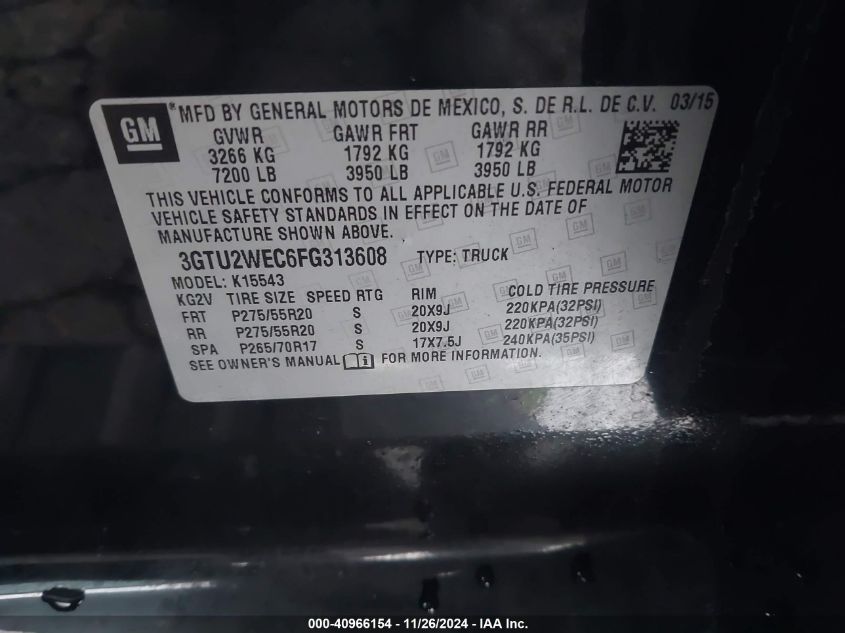 GM ® MFD BY GENERAL MOTORS DE MEXICO, S. DE R.L. DE C.V. 03/15
GVWR GAWR FRT GAWR RR
3266 KG 1792 KG 1792 KG
7200 LB 3950 LB 3950 LB
THIS VEHICLE CONFORMS TO ALL APPLICABLE U.S. FEDERAL MOTOR
VEHICLE SAFETY STANDARDS IN EFFECT ON THE DATE OF
MANUFACTURE SHOWN ABOVE.
3GTU2WEC6FG313608 TYPE: TRUCK
MODEL: K15543
KG2V TIRE SIZE SPEED RTG RIM COLD TIRE PRESSURE
FRT P275/55R20 S 20X9J 220KPA(32PSI)
RR P275/55R20 S 20X9J 220KPA(32PSI)
SPA P265/70R17 S 17X7.5J 240KPA(35PSI)
SEE OWNER'S MANUAL FOR MORE INFORMATION.
000-40966154 - 11/26/2024 - IAA Inc.